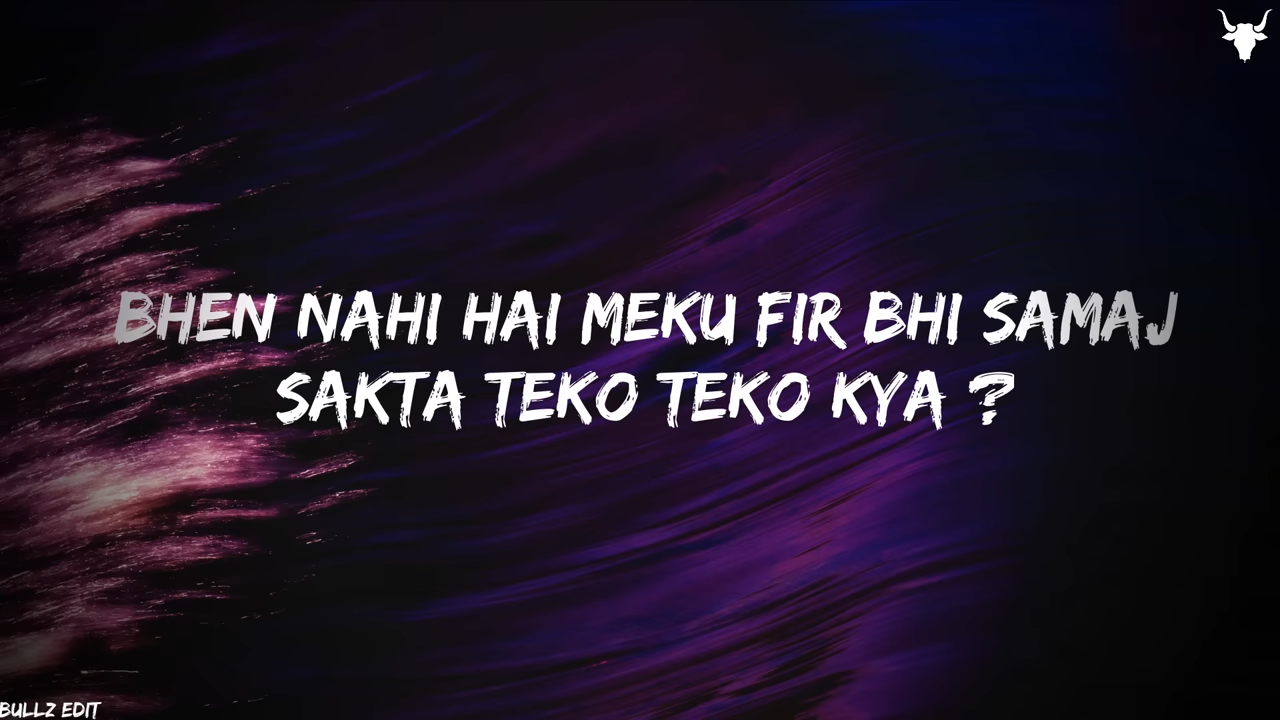 BHEN NAHI HAI MEKU FIR BHI SAMAJ
SAKTA TEKO TEKO KYA ?
BULLZ EDIT